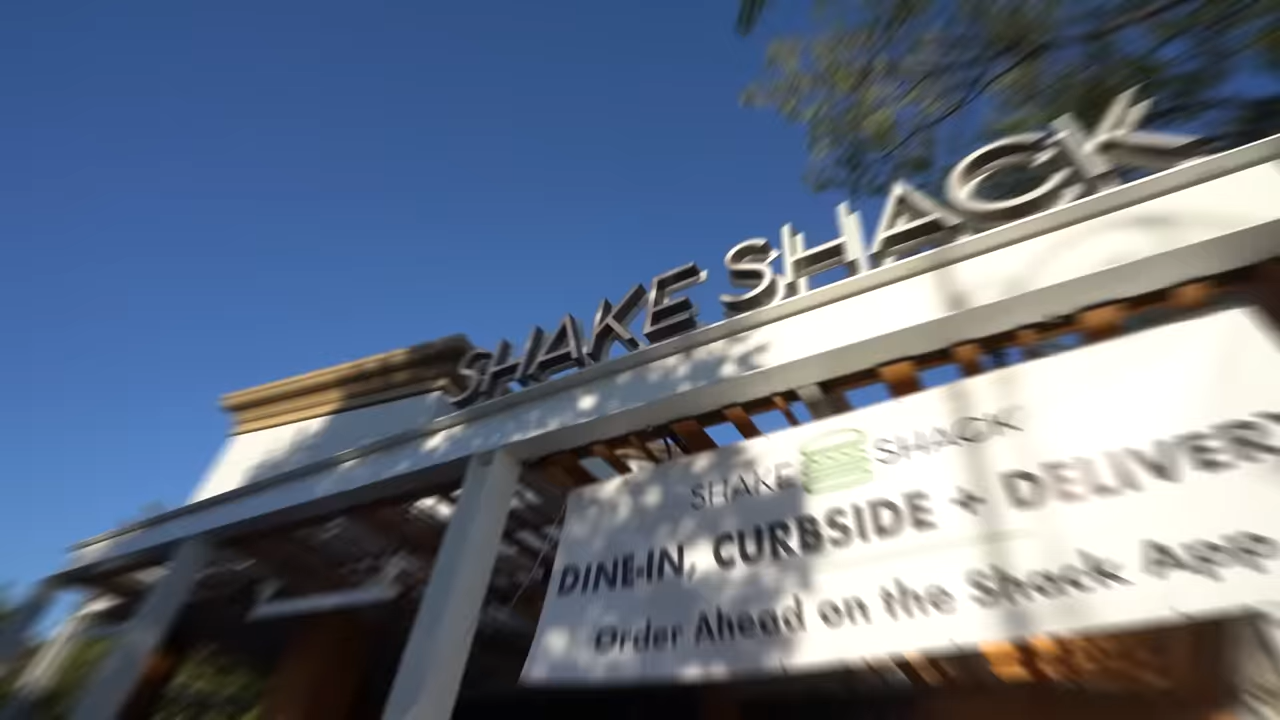 SHAKE SHACK
SHAKE SHACK
DINE-IN, CURBSIDE + DELIVERY
Order Ahead on the Shack App